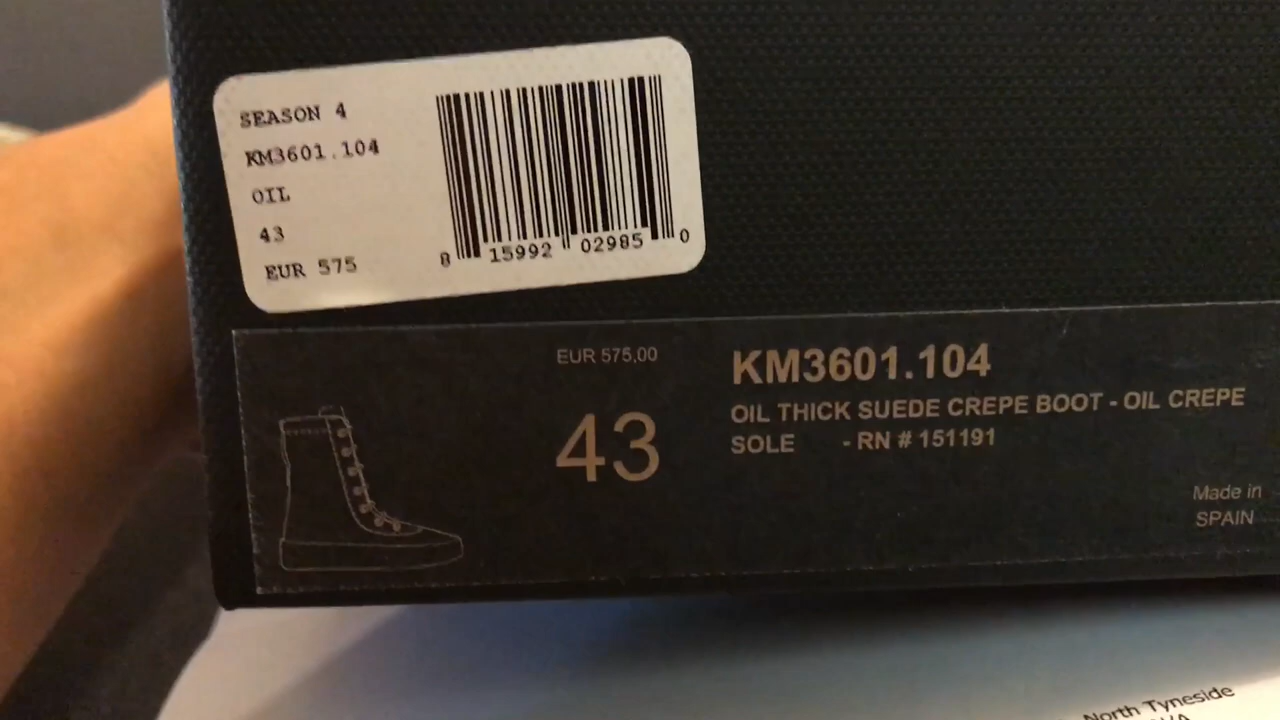 SEASON 4
KM3601.104
OIL
43
EUR 575
8 15992 02985 0
EUR 575,00
43
KM3601.104
OIL THICK SUEDE CREPE BOOT - OIL CREPE
SOLE - RN # 151191
Made in
SPAIN
North Tyneside